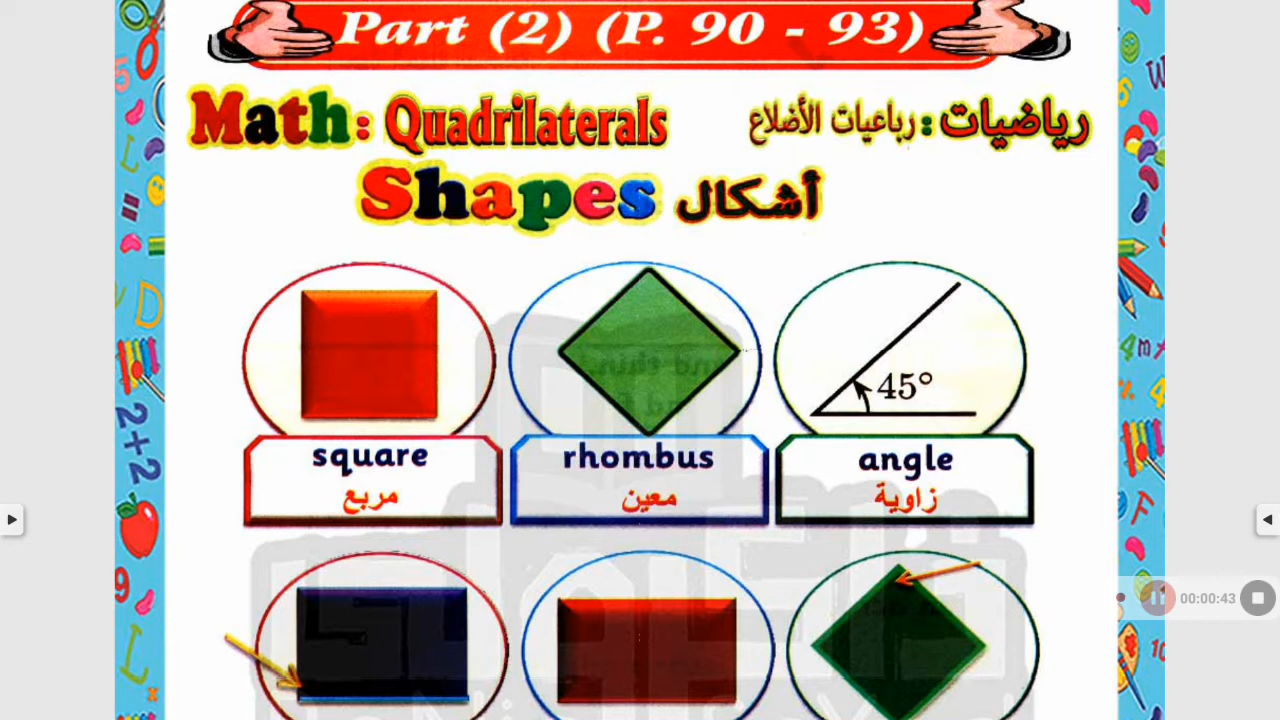 Part (2) (P. 90 - 93)
Math: Quadrilaterals
رياضيات : رباعيات الأضلاع
Shapes أشكال
45°
square
مربع
rhombus
معين
angle
زاوية
00:00:43